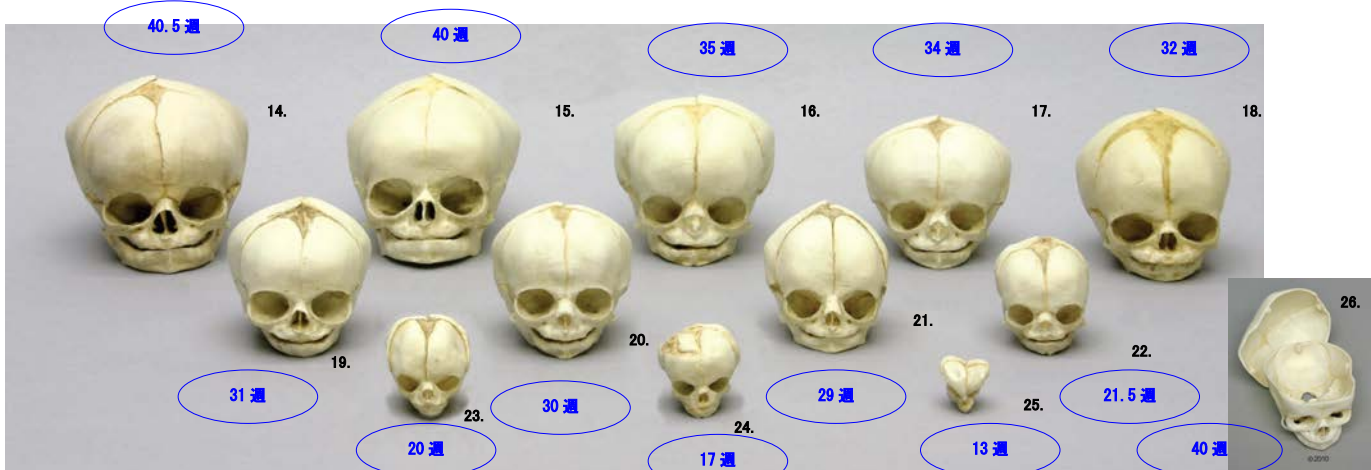 40.5 週
40 週
35 週
34 週
32 週
14.
15.
16.
17.
18.
26.
19.
20.
21.
22.
31 週
23.
30 週
24.
29 週
25.
21.5 週
20 週
17 週
13 週
40 週
©2010